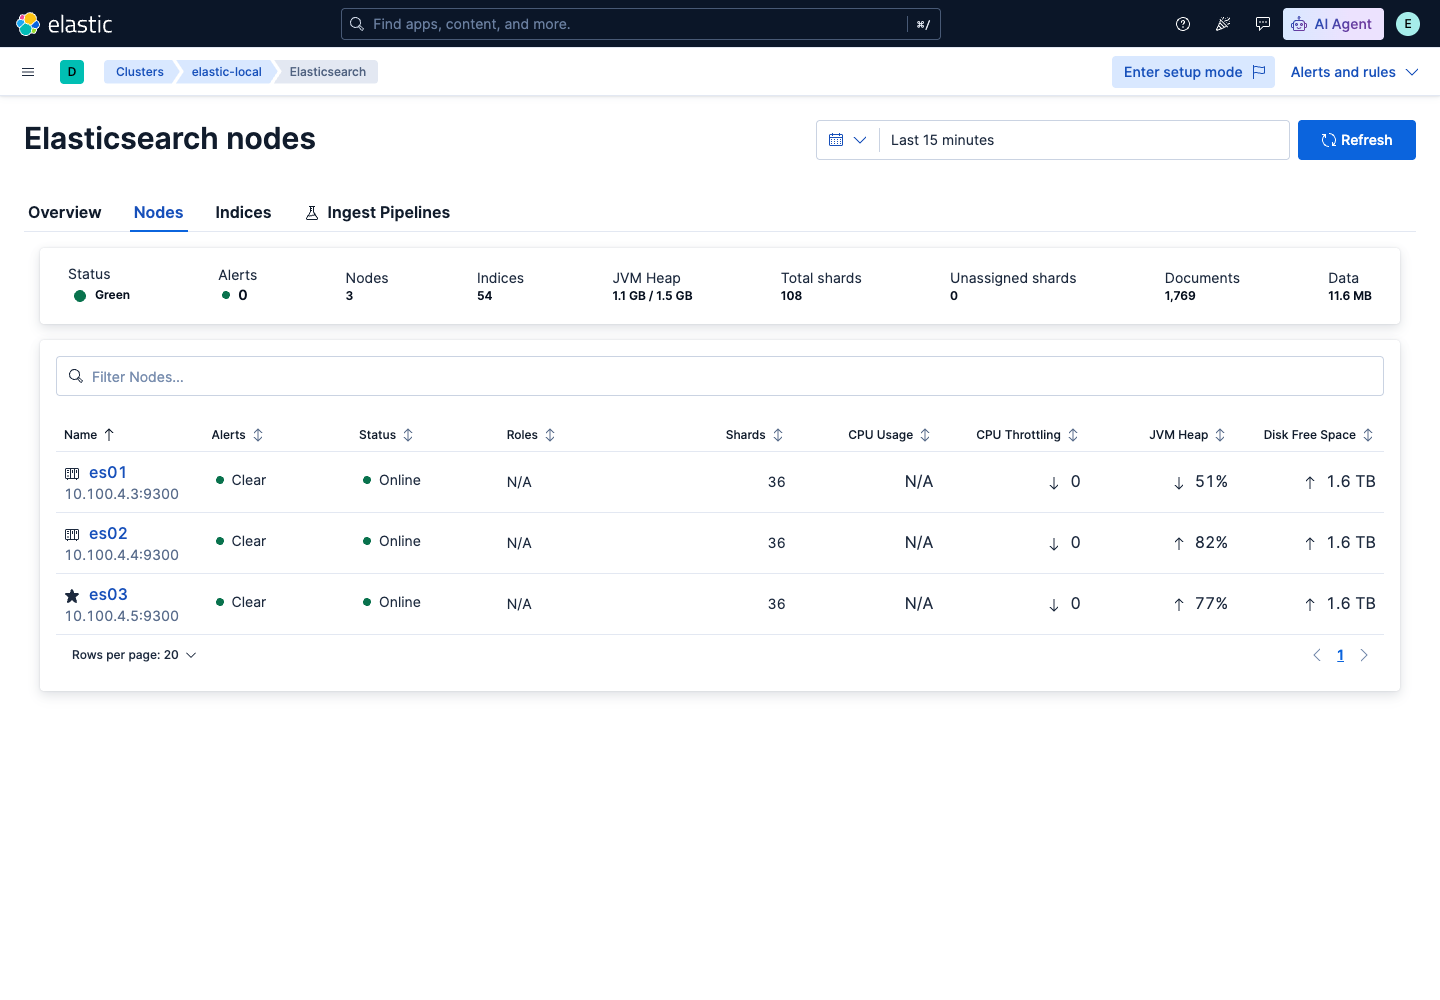 elastic
Find apps, content, and more.
⌘/
AI Agent
E
D
Clusters
elastic-local
Elasticsearch
Enter setup mode
Alerts and rules
Elasticsearch nodes
Last 15 minutes
Refresh
Overview
Nodes
Indices
Ingest Pipelines
Status
Green
Alerts
0
Nodes
3
Indices
54
JVM Heap
1.1 GB / 1.5 GB
Total shards
108
Unassigned shards
0
Documents
1,769
Data
11.6 MB
Filter Nodes...
Name Alerts Status Roles Shards CPU Usage CPU Throttling JVM Heap Disk Free Space
es01 Clear Online N/A 36 N/A ↓ 0 ↓ 51% ↑ 1.6 TB
10.100.4.3:9300
es02 Clear Online N/A 36 N/A ↓ 0 ↑ 82% ↑ 1.6 TB
10.100.4.4:9300
es03 Clear Online N/A 36 N/A ↓ 0 ↑ 77% ↑ 1.6 TB
10.100.4.5:9300
Rows per page: 20
1